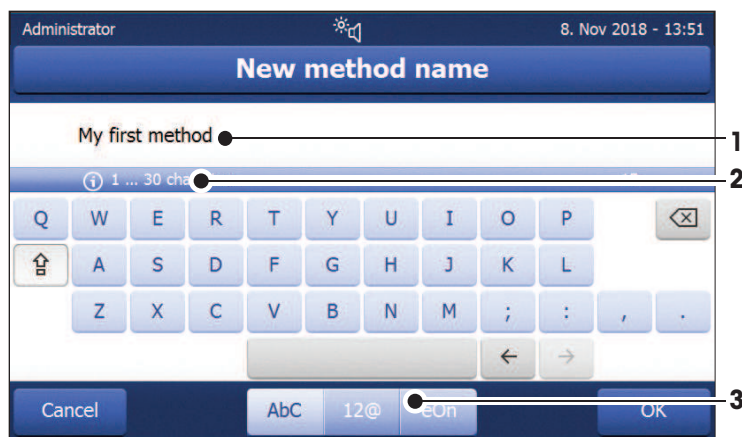 Administrator 8. Nov 2018 - 13:51
New method name
My first method 1
1 ... 30 2
Q W E R T Y U I O P
A S D F G H J K L
Z X C V B N M ; : , .
← →
Cancel AbC 12@ 3 OK